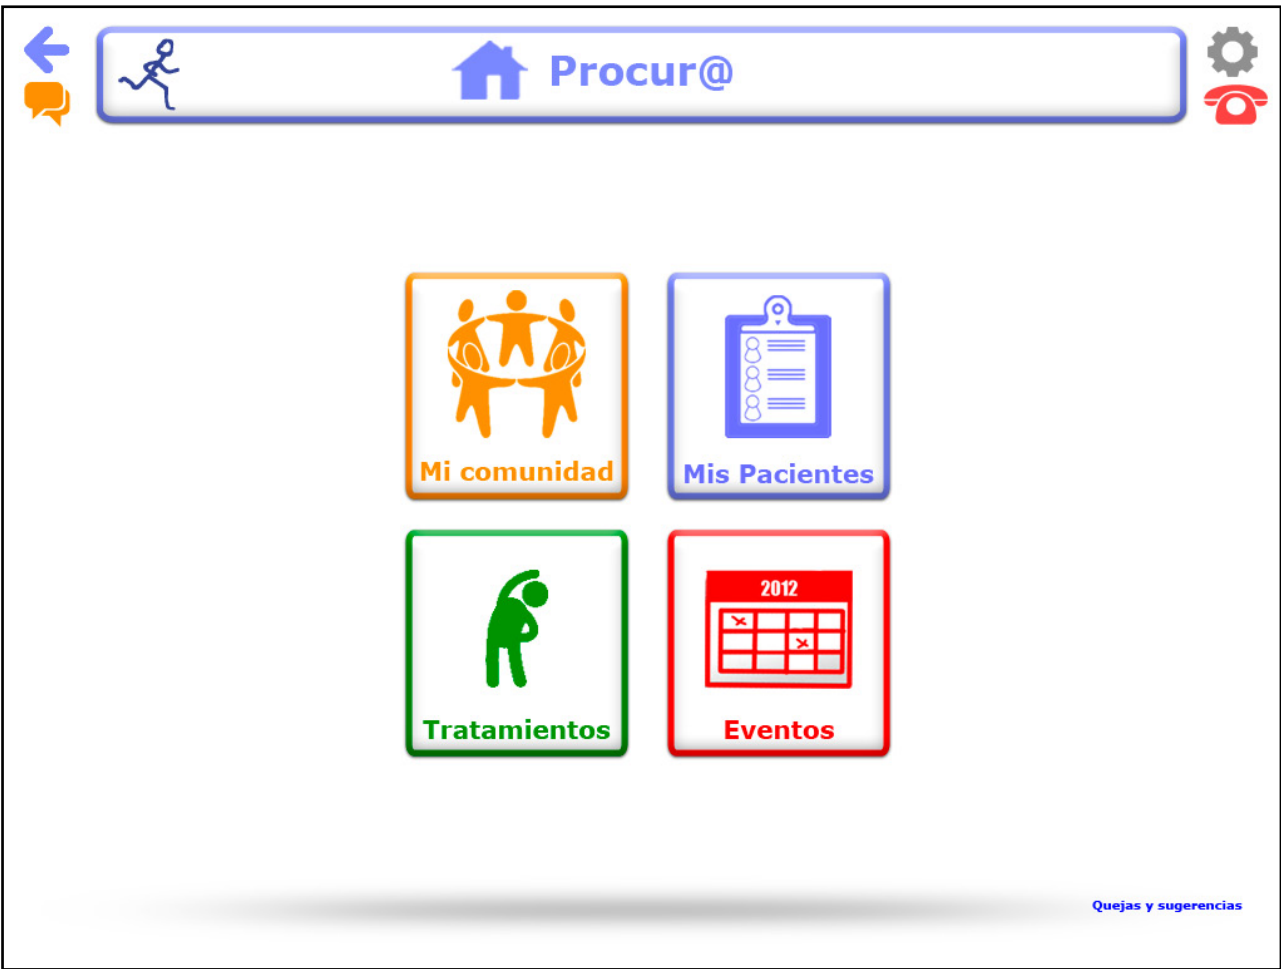 Procur@
Mi comunidad
Mis Pacientes
2012
Tratamientos
Eventos
Quejas y sugerencias